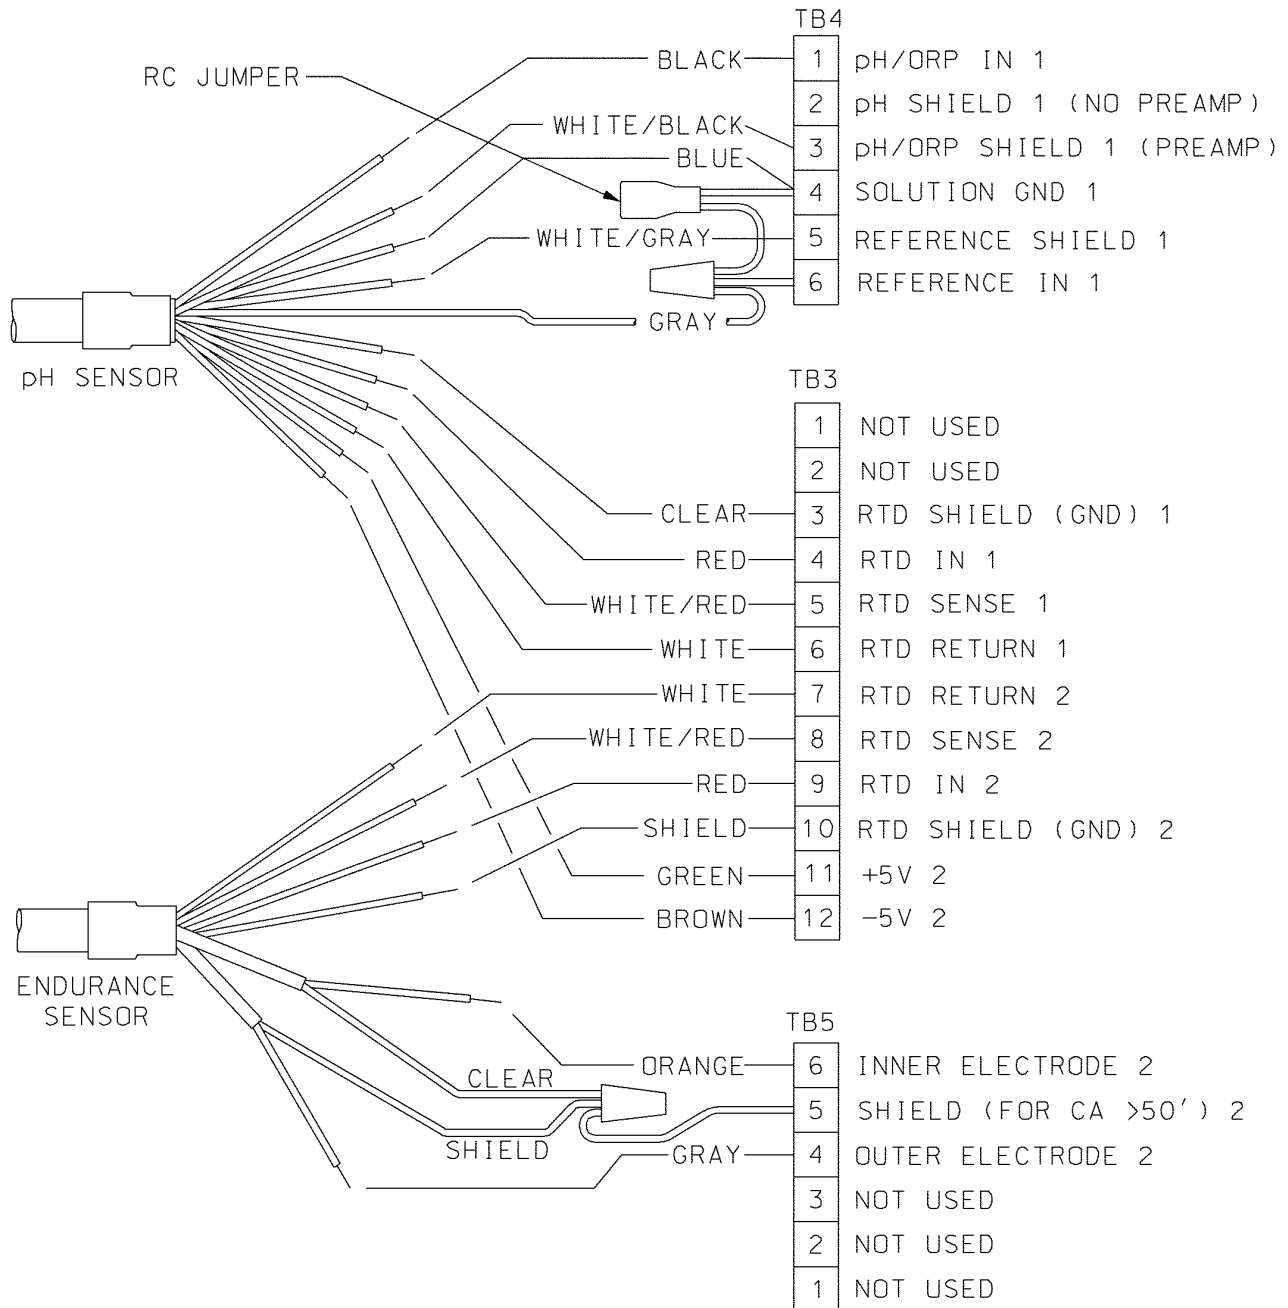 TB4
BLACK 1 pH/ORP IN 1
RC JUMPER
2 pH SHIELD 1 (NO PREAMP)
WHITE/BLACK 3 pH/ORP SHIELD 1 (PREAMP)
BLUE 4 SOLUTION GND 1
WHITE/GRAY 5 REFERENCE SHIELD 1
6 REFERENCE IN 1
GRAY
pH SENSOR
TB3
1 NOT USED
2 NOT USED
CLEAR 3 RTD SHIELD (GND) 1
RED 4 RTD IN 1
WHITE/RED 5 RTD SENSE 1
WHITE 6 RTD RETURN 1
WHITE 7 RTD RETURN 2
WHITE/RED 8 RTD SENSE 2
RED 9 RTD IN 2
SHIELD 10 RTD SHIELD (GND) 2
GREEN 11 +5V 2
BROWN 12 -5V 2
ENDURANCE
SENSOR
TB5
ORANGE 6 INNER ELECTRODE 2
CLEAR
5 SHIELD (FOR CA >50') 2
SHIELD
GRAY 4 OUTER ELECTRODE 2
3 NOT USED
2 NOT USED
1 NOT USED